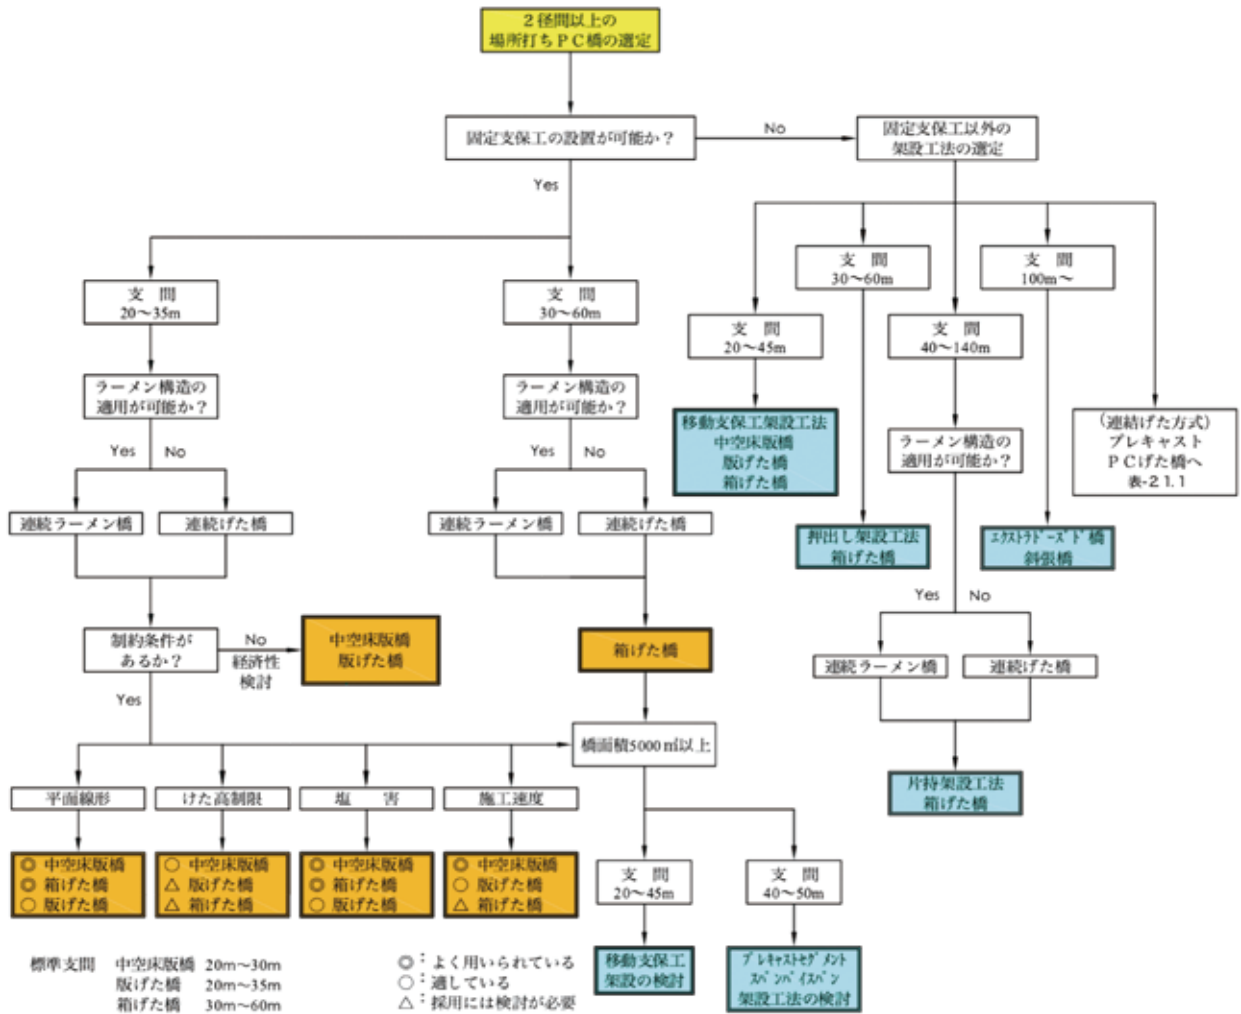 ２径間以上の
場所打ちＰＣ橋の選定
固定支保工の設置が可能か？
No
固定支保工以外の
架設工法の選定
Yes
支　間
20～35m
支　間
30～60m
支　間
20～45m
支　間
30～60m
支　間
40～140m
支　間
100m～
ラーメン構造の
適用が可能か？
ラーメン構造の
適用が可能か？
移動支保工架設工法
中空床版橋
版げた橋
箱げた橋
ラーメン構造の
適用が可能か？
（連結げた方式）
プレキャスト
ＰＣげた橋へ
表-21.1
Yes
No
Yes
No
連続ラーメン橋
連続げた橋
連続ラーメン橋
連続げた橋
押出し架設工法
箱げた橋
ｴｸｽﾄﾗﾄﾞｰｽﾞﾄﾞ橋
斜張橋
Yes
No
制約条件が
あるか？
No
経済性
検討
中空床版橋
版げた橋
箱げた橋
連続ラーメン橋
連続げた橋
Yes
橋面積5000㎡以上
片持架設工法
箱げた橋
平面線形
けた高制限
塩　害
施工速度
◎ 中空床版橋
◎ 箱げた橋
○ 版げた橋
○ 中空床版橋
△ 版げた橋
△ 箱げた橋
◎ 中空床版橋
◎ 箱げた橋
○ 版げた橋
◎ 中空床版橋
○ 版げた橋
△ 箱げた橋
支　間
20～45m
支　間
40～50m
移動支保工
架設の検討
ﾌﾟﾚｷｬｽﾄｾｸﾞﾒﾝﾄ
ｽﾊﾟﾝﾊﾞｲｽﾊﾟﾝ
架設工法の検討
標準支間　中空床版橋　20m～30m
版げた橋　20m～35m
箱げた橋　30m～60m
◎：よく用いられている
○：適している
△：採用には検討が必要